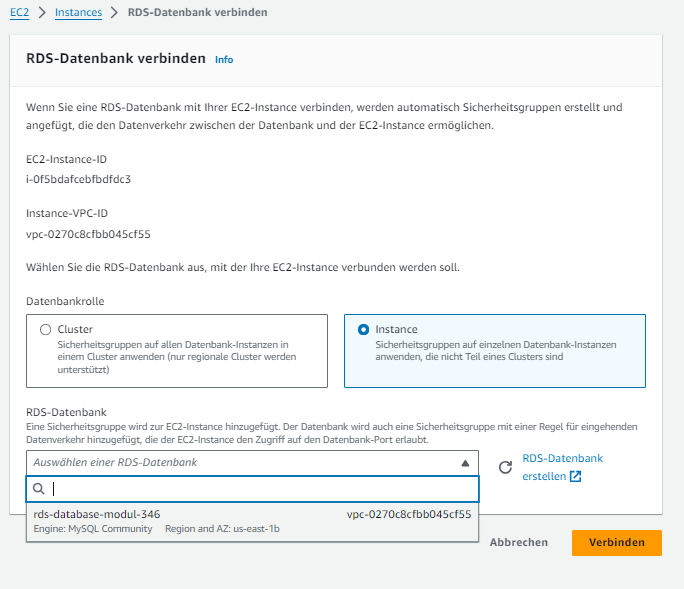 EC2 > Instances > RDS-Datenbank verbinden
RDS-Datenbank verbinden Info
Wenn Sie eine RDS-Datenbank mit Ihrer EC2-Instance verbinden, werden automatisch Sicherheitsgruppen erstellt und
angefügt, die den Datenverkehr zwischen der Datenbank und der EC2-Instance ermöglichen.
EC2-Instance-ID
i-0f5bdafcebfbdfdc3
Instance-VPC-ID
vpc-0270c8cfbb045cf55
Wählen Sie die RDS-Datenbank aus, mit der Ihre EC2-Instance verbunden werden soll.
Datenbankrolle
Cluster
Sicherheitsgruppen auf allen Datenbank-Instanzen in
einem Cluster anwenden (nur regionale Cluster werden
unterstützt)
Instance
Sicherheitsgruppen auf einzelnen Datenbank-Instanzen
anwenden, die nicht Teil eines Clusters sind
RDS-Datenbank
Eine Sicherheitsgruppe wird zur EC2-Instance hinzugefügt. Der Datenbank wird auch eine Sicherheitsgruppe mit einer Regel für eingehenden
Datenverkehr hinzugefügt, die der EC2-Instance den Zugriff auf den Datenbank-Port erlaubt.
Auswählen einer RDS-Datenbank
RDS-Datenbank
erstellen
rds-database-modul-346 vpc-0270c8cfbb045cf55
Engine: MySQL Community Region and AZ: us-east-1b
Abbrechen Verbinden